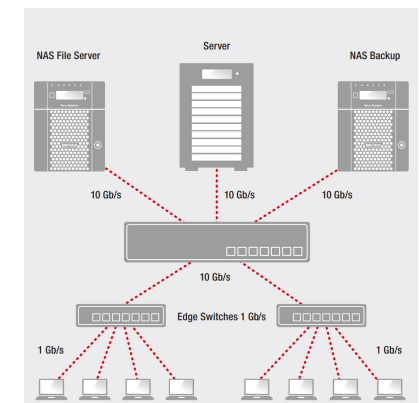 Server
NAS File Server
NAS Backup
10 Gb/s
10 Gb/s
10 Gb/s
10 Gb/s
Edge Switches 1 Gb/s
1 Gb/s
1 Gb/s